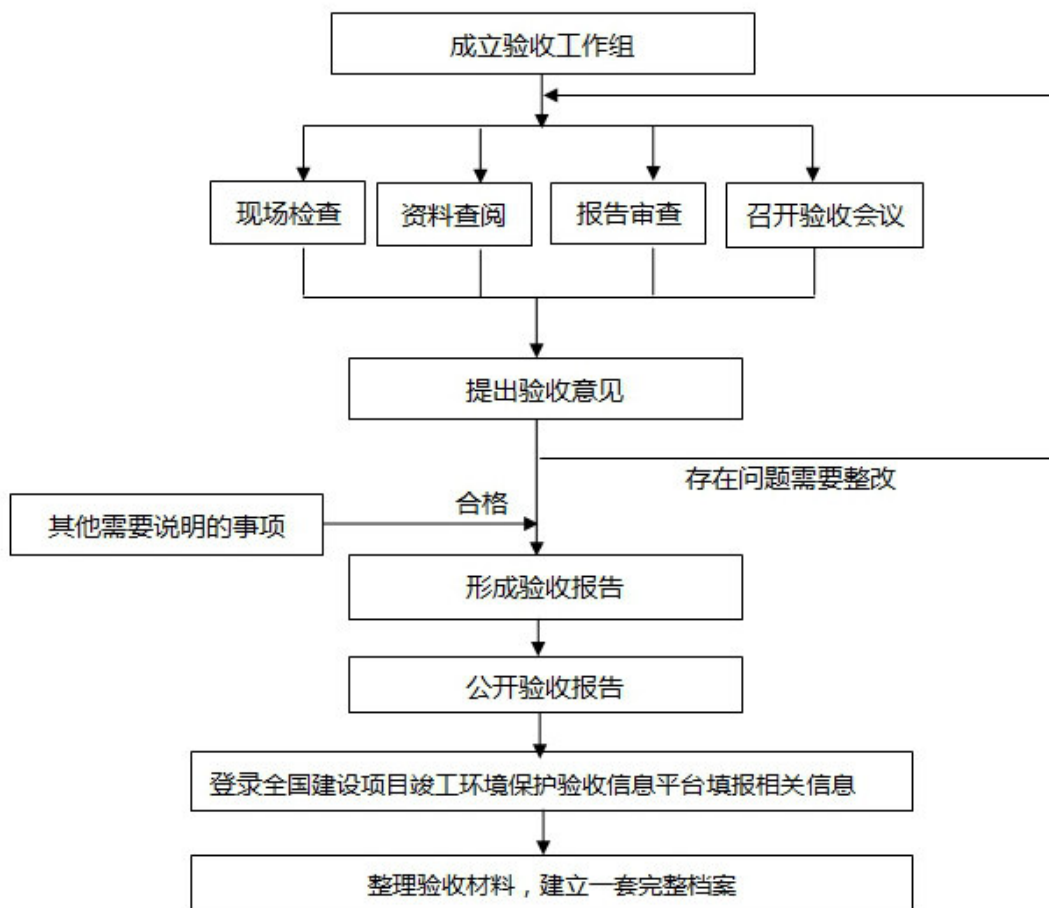 成立验收工作组
现场检查
资料查阅
报告审查
召开验收会议
提出验收意见
存在问题需要整改
合格
其他需要说明的事项
形成验收报告
公开验收报告
登录全国建设项目竣工环境保护验收信息平台填报相关信息
整理验收材料，建立一套完整档案